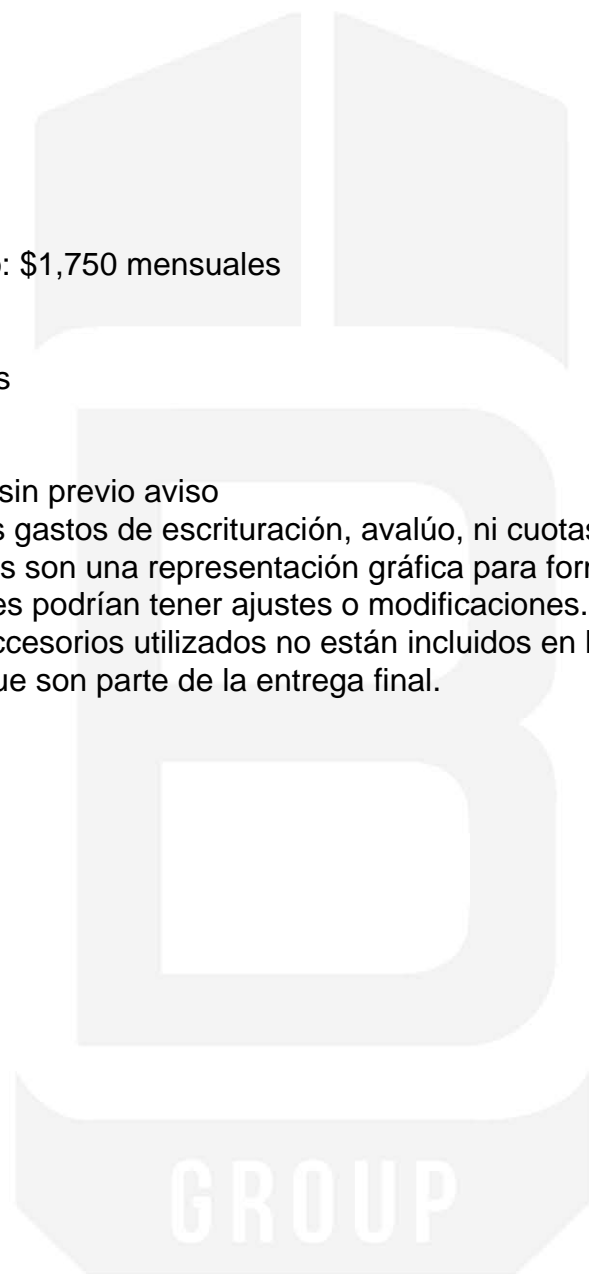 : $1,750 mensuales
s
sin previo aviso
s gastos de escrituración, avalúo, ni cuotas
s son una representación gráfica para for
es podrían tener ajustes o modificaciones.
ccesorios utilizados no están incluidos en
ue son parte de la entrega final.
B
GROUP